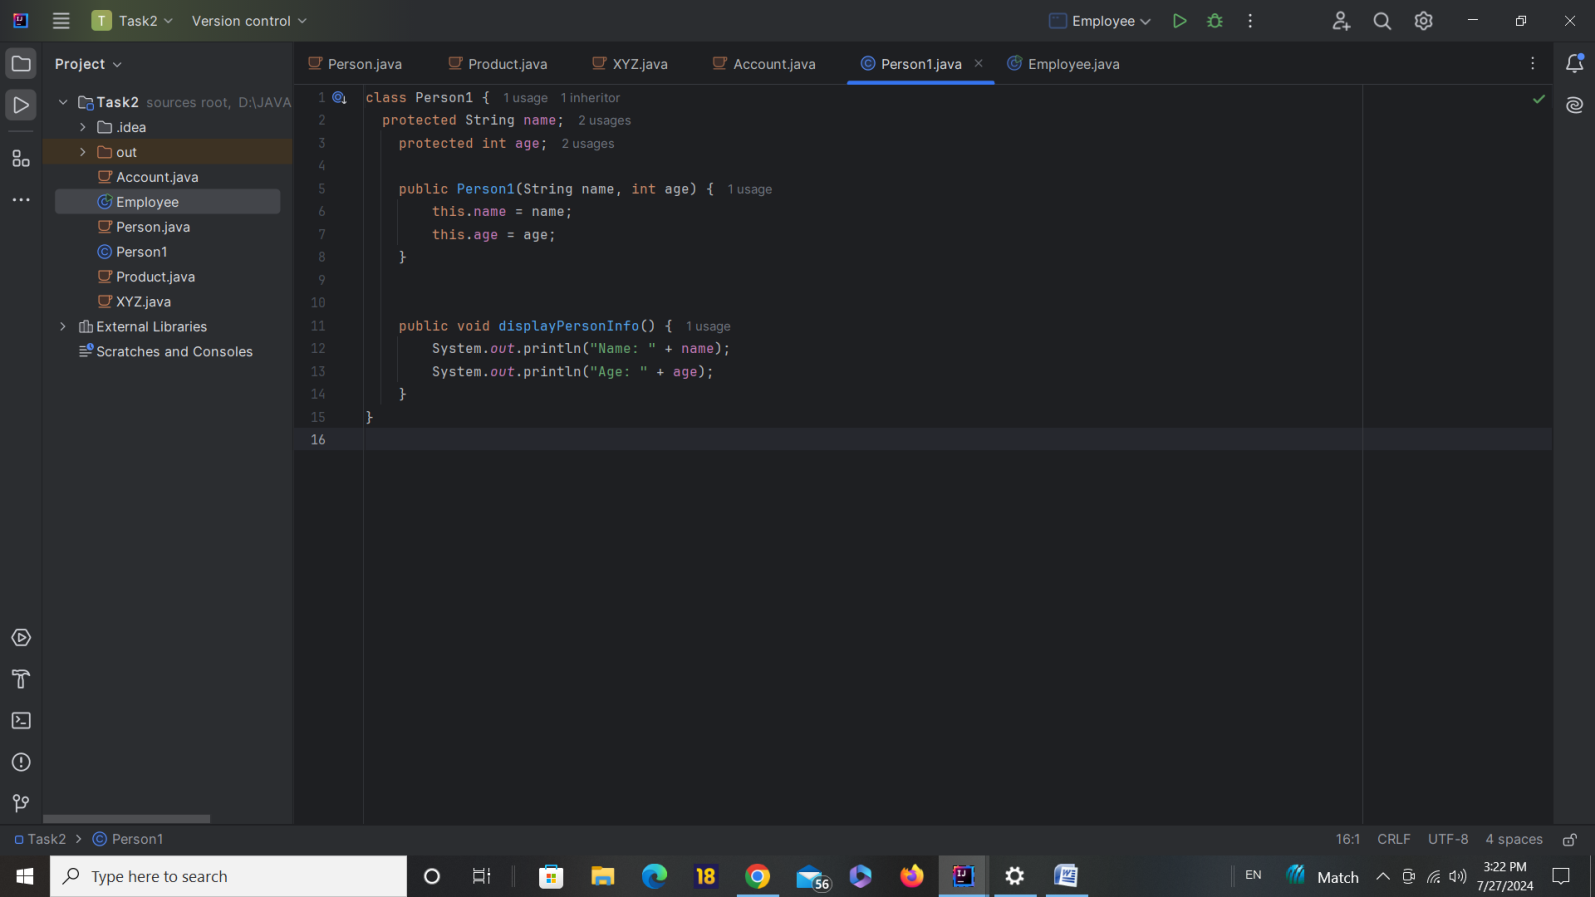 T Task2 Version control Employee
Project Person.java Product.java XYZ.java Account.java Person1.java Employee.java
Task2 sources root, D:\JAVA
.idea
out
Account.java
Employee
Person.java
Person1
Product.java
XYZ.java
External Libraries
Scratches and Consoles
1 class Person1 { 1 usage 1 inheritor
2 protected String name; 2 usages
3 protected int age; 2 usages
4
5 public Person1(String name, int age) { 1 usage
6 this.name = name;
7 this.age = age;
8 }
9
10
11 public void displayPersonInfo() { 1 usage
12 System.out.println("Name: " + name);
13 System.out.println("Age: " + age);
14 }
15 }
16
Task2 > Person1 16:1 CRLF UTF-8 4 spaces
Type here to search 18 56 EN Match 3:22 PM
7/27/2024